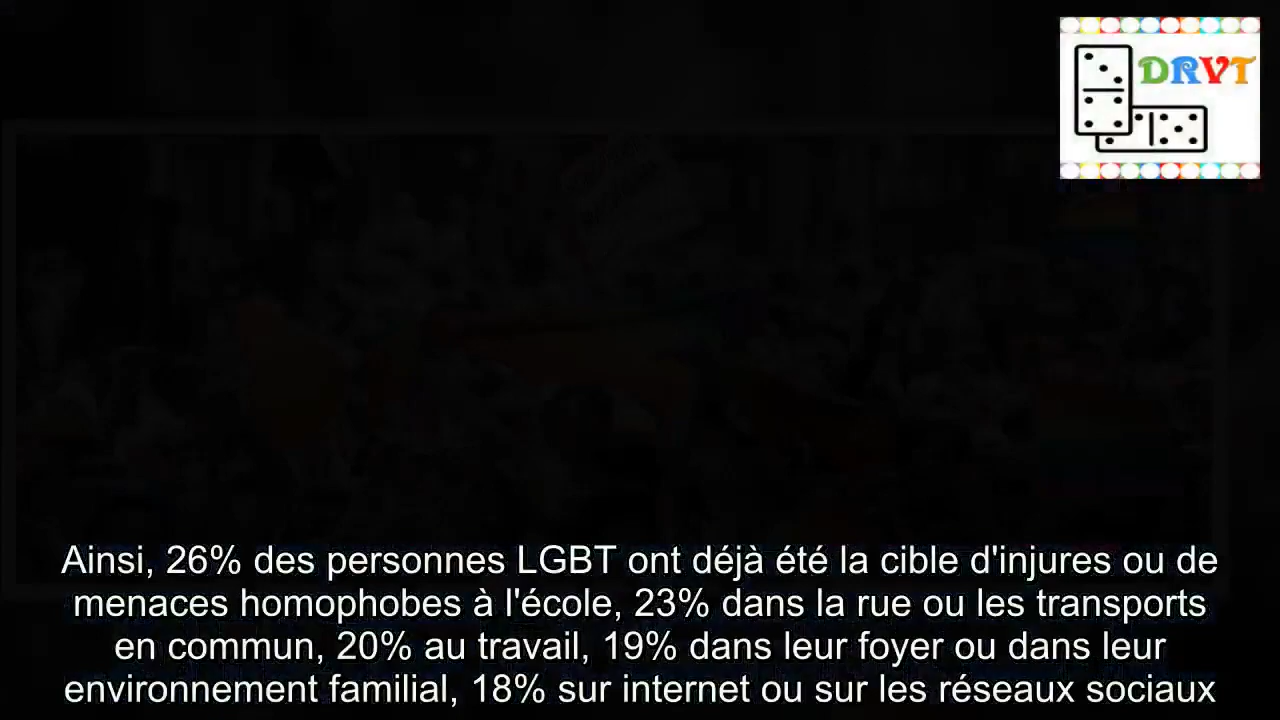 DRVT
Ainsi, 26% des personnes LGBT ont déjà été la cible d'injures ou de
menaces homophobes à l'école, 23% dans la rue ou les transports
en commun, 20% au travail, 19% dans leur foyer ou dans leur
environnement familial, 18% sur internet ou sur les réseaux sociaux